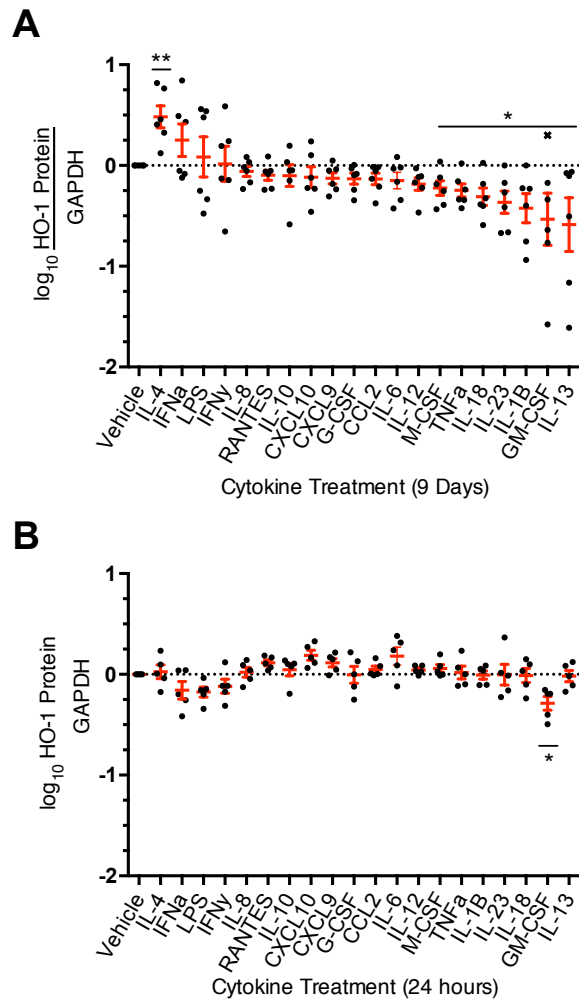 A
**
*
1
0
-1
-2
log10 HO-1 Protein
GAPDH
Vehicle
IL-4
IFNa
LPS
IFNy
IL-8
RANTES
IL-10
CXCL10
CXCL9
G-CSF
CCL2
IL-6
IL-12
M-CSF
TNFa
IL-18
IL-23
IL-1B
GM-CSF
IL-13
Cytokine Treatment (9 Days)
B
1
0
-1
-2
log10 HO-1 Protein
GAPDH
*
Vehicle
IL-4
IFNa
LPS
IFNy
IL-8
RANTES
IL-10
CXCL10
CXCL9
G-CSF
CCL2
IL-6
IL-12
M-CSF
TNFa
IL-1B
IL-23
IL-18
GM-CSF
IL-13
Cytokine Treatment (24 hours)